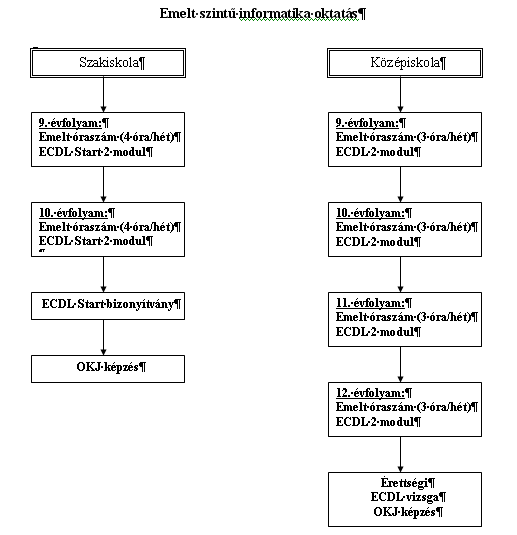 Emelt szintű informatika oktatás¶
Szakiskola¶
9. évfolyam:¶
Emelt óraszám (4 óra/hét)¶
ECDL Start 2 modul¶
10. évfolyam:¶
Emelt óraszám (4 óra/hét)¶
ECDL Start 2 modul¶
¶
ECDL Start bizonyítvány¶
OKJ képzés¶
Középiskola¶
9. évfolyam:¶
Emelt óraszám (3 óra/hét)¶
ECDL 2 modul¶
10. évfolyam:¶
Emelt óraszám (3 óra/hét)¶
ECDL 2 modul¶
11. évfolyam:¶
Emelt óraszám (3 óra/hét)¶
ECDL 2 modul¶
12. évfolyam:¶
Emelt óraszám (3 óra/hét)¶
ECDL 2 modul¶
Érettségi¶
ECDL vizsga¶
OKJ képzés¶